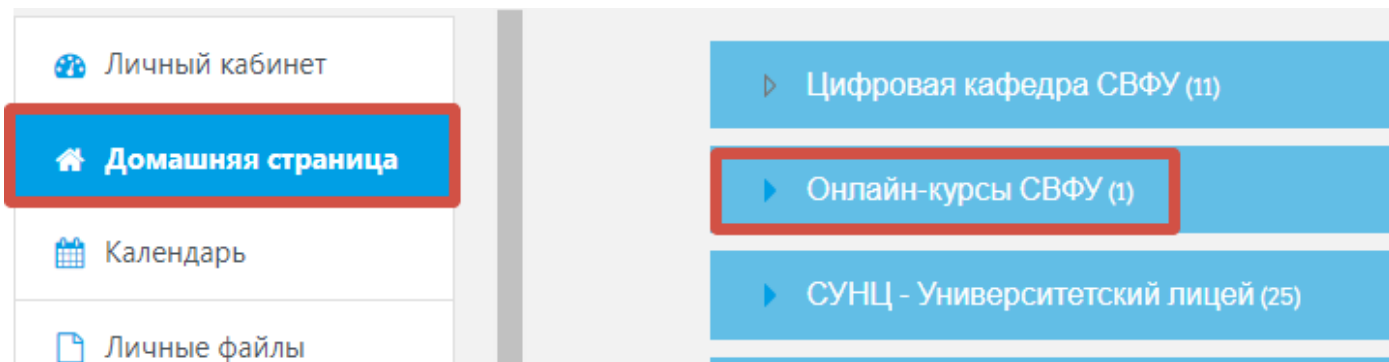 Личный кабинет
Домашняя страница
Календарь
Личные файлы
Цифровая кафедра СВФУ (11)
Онлайн-курсы СВФУ (1)
СУНЦ - Университетский лицей (25)